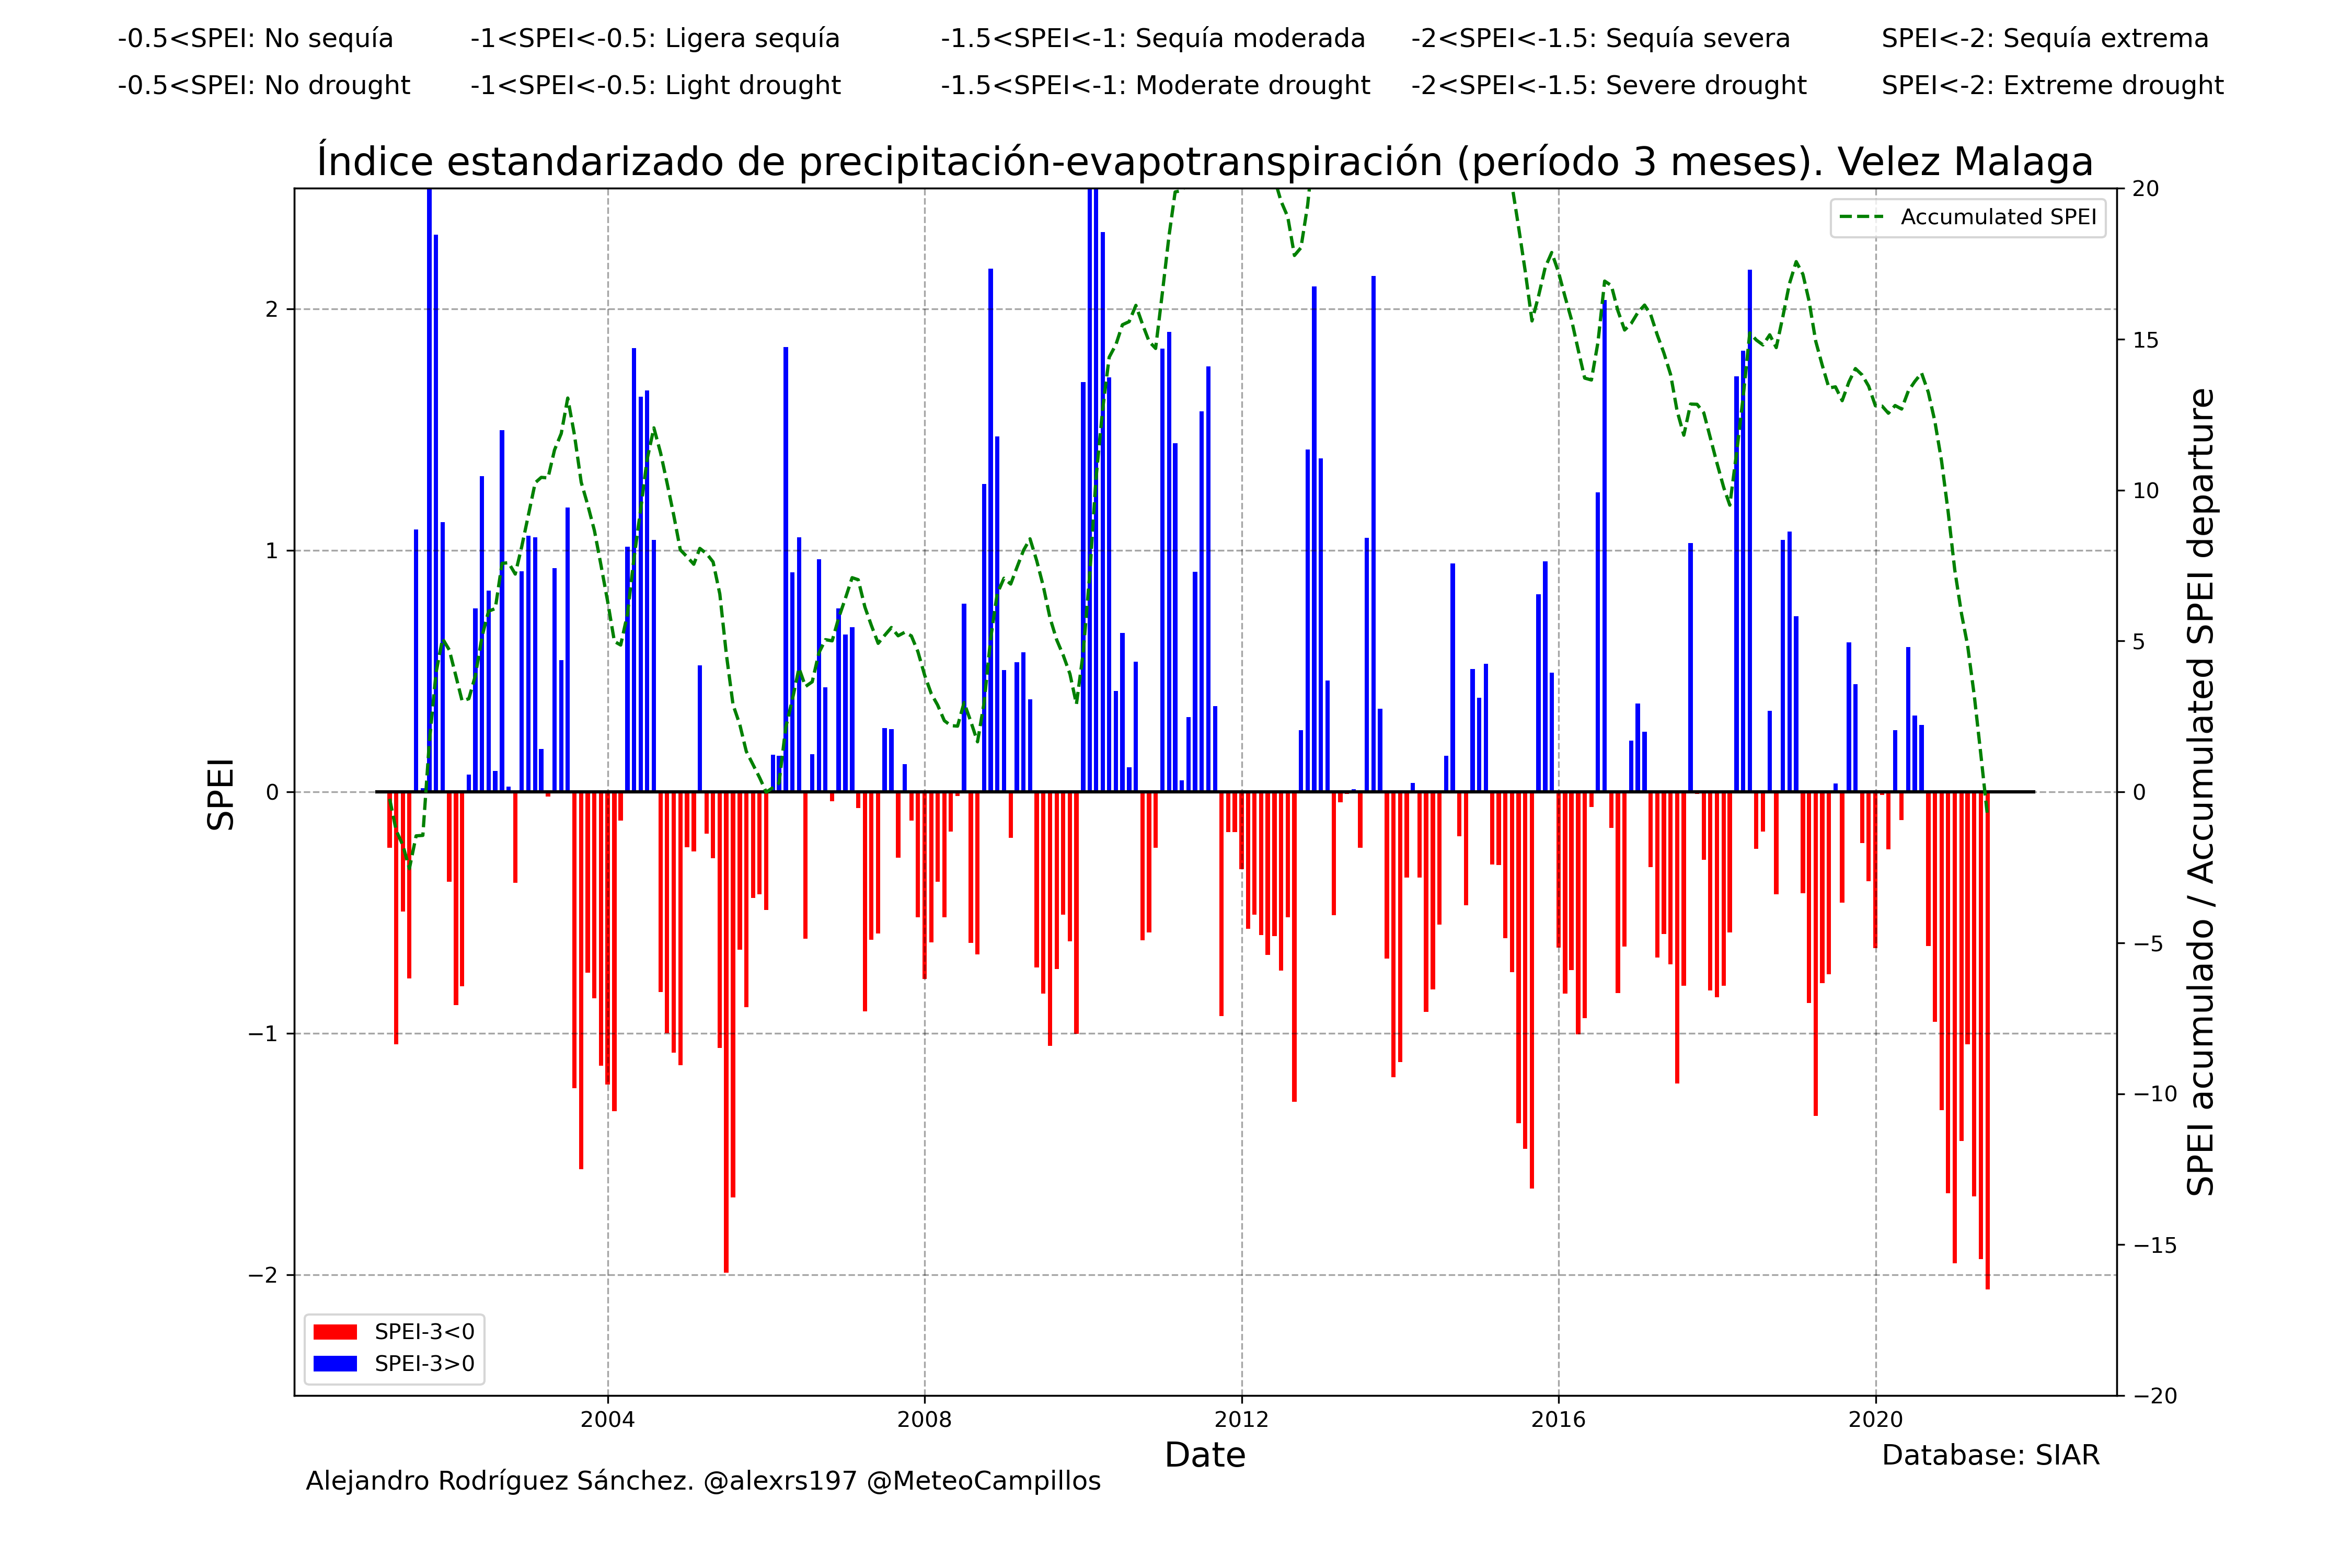 -0.5<SPEI: No sequía -1<SPEI<-0.5: Ligera sequía -1.5<SPEI<-1: Sequía moderada -2<SPEI<-1.5: Sequía severa SPEI<-2: Sequía extrema
-0.5<SPEI: No drought -1<SPEI<-0.5: Light drought -1.5<SPEI<-1: Moderate drought -2<SPEI<-1.5: Severe drought SPEI<-2: Extreme drought
Índice estandarizado de precipitación-evapotranspiración (período 3 meses). Velez Malaga
Accumulated SPEI
SPEI
2
1
0
−1
−2
20
15
10
5
0
−5
−10
−15
−20
SPEI acumulado / Accumulated SPEI departure
SPEI-3<0
SPEI-3>0
2004 2008 2012 2016 2020
Date
Database: SIAR
Alejandro Rodríguez Sánchez. @alexrs197 @MeteoCampillos